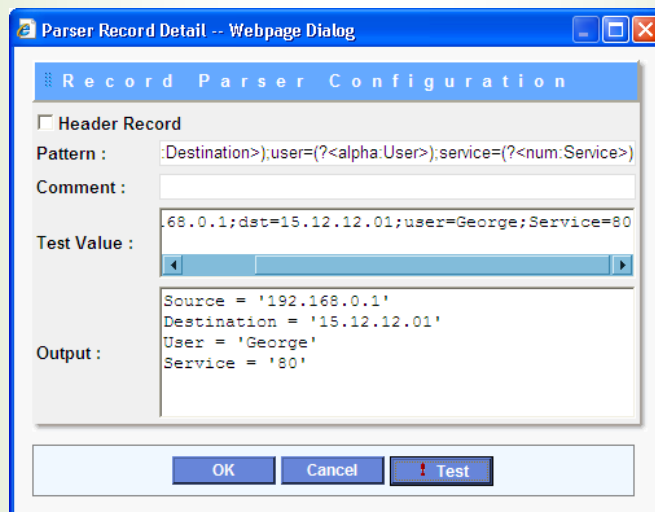 Parser Record Detail -- Webpage Dialog
Record Parser Configuration
Header Record
Pattern : :Destination>);user=(?<alpha:User>);service=(?<num:Service>)
Comment :
Test Value : .68.0.1;dst=15.12.12.01;user=George;Service=80
Output :
Source = '192.168.0.1'
Destination = '15.12.12.01'
User = 'George'
Service = '80'
OK Cancel ! Test